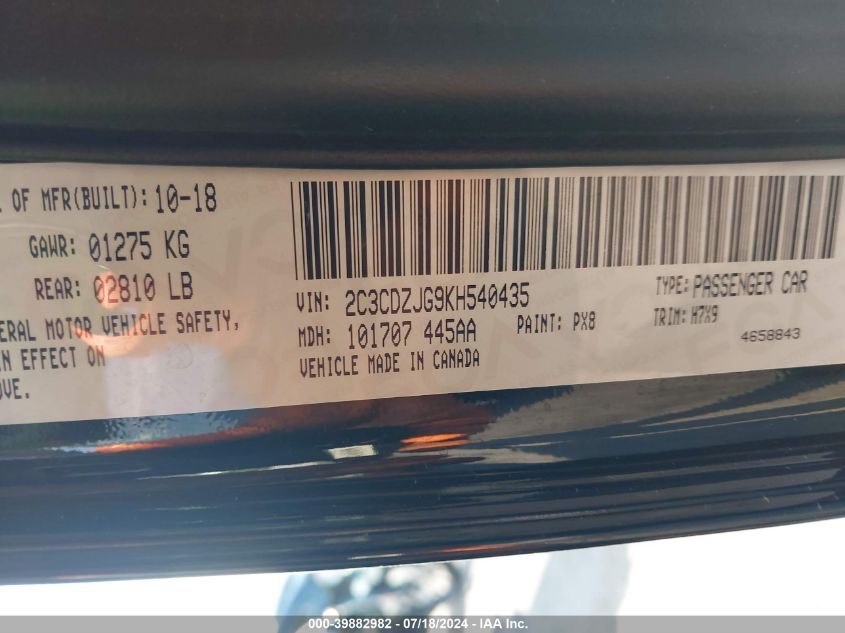 OF MFR(BUILT): 10-18
GAWR: 01275 KG
REAR: 02810 LB
MOTOR VEHICLE SAFETY,
EFFECT ON
VIN: 2C3CDZJG9KH540435
TYPE: PASSENGER CAR
MDH: 101707 445AA
PAINT: PX8
TRIM: H7X9
VEHICLE MADE IN CANADA
4658843
000-39882982 - 07/18/2024 - IAA, Inc.